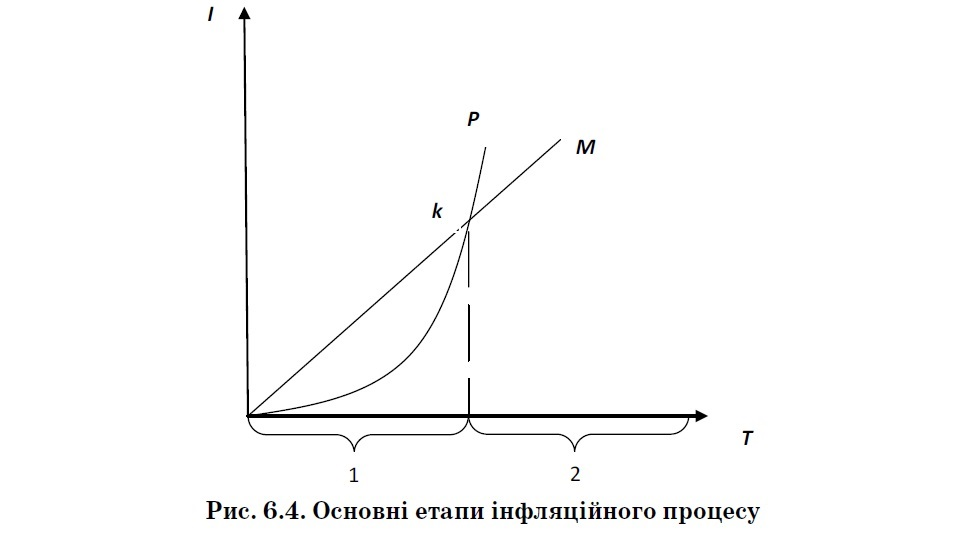 I
P
M
k
T
1
2
Рис. 6.4. Основні етапи інфляційного процесу